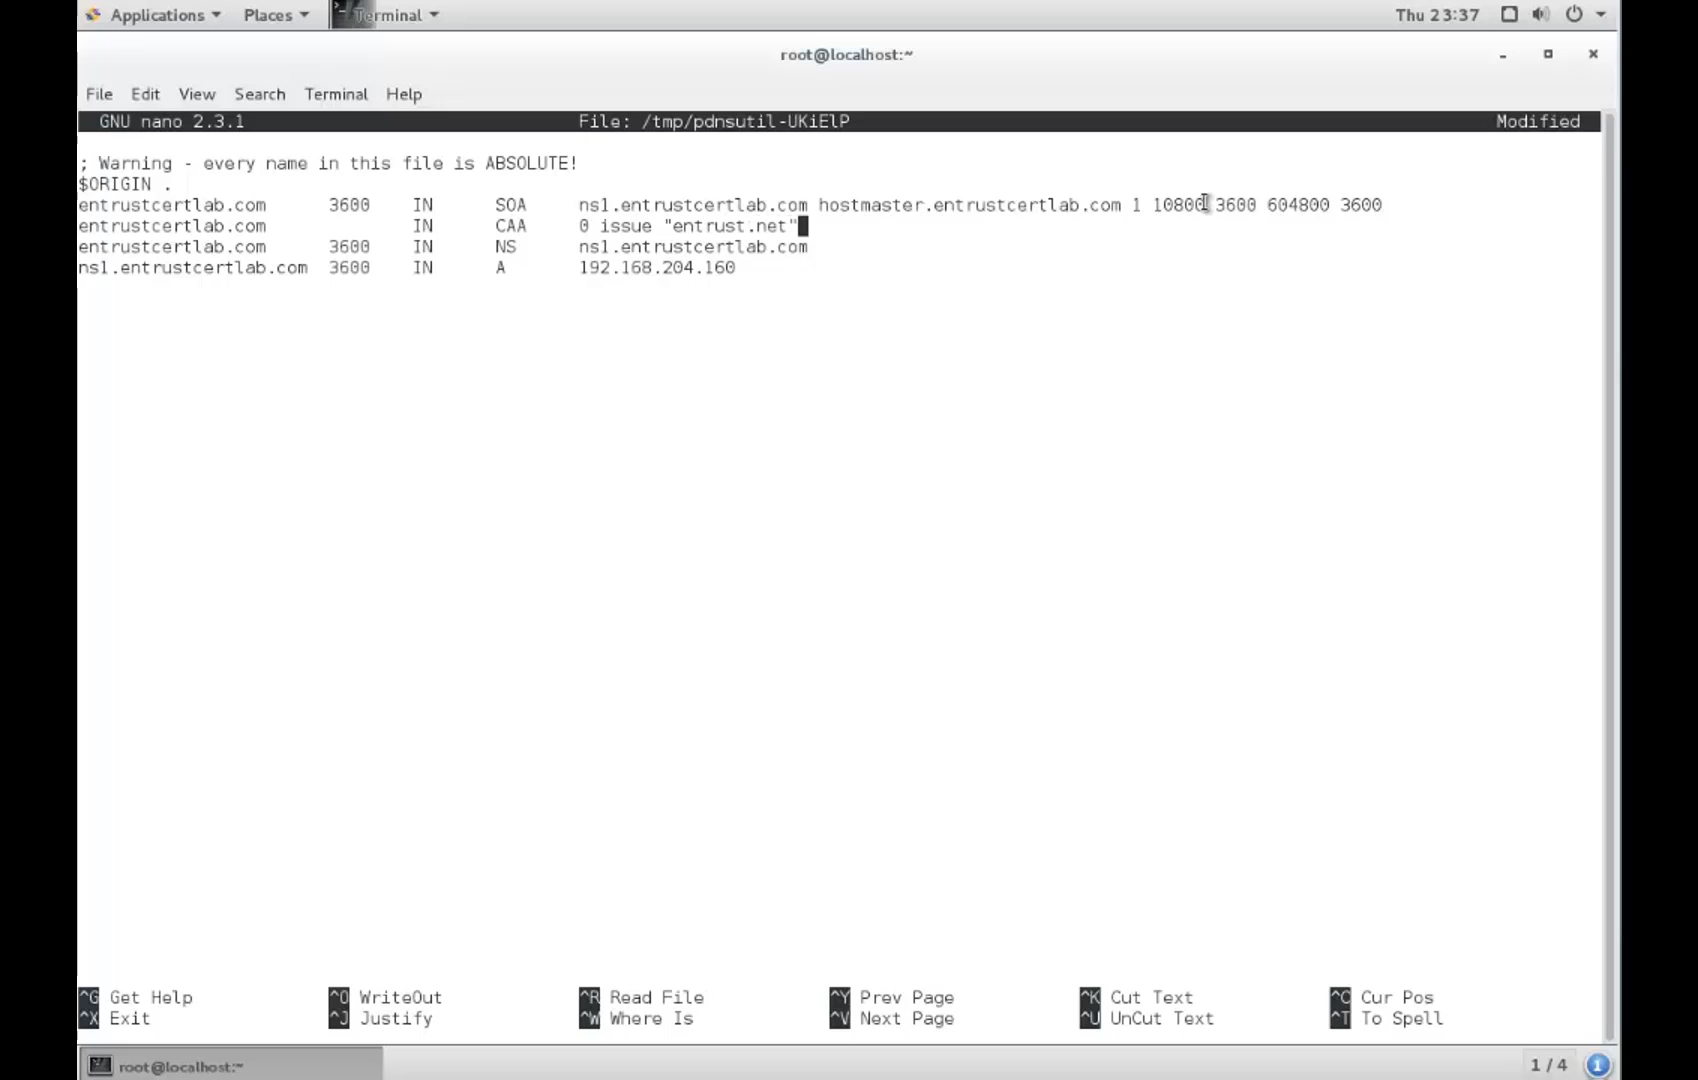 Applications Places Terminal Thu 23:37
root@localhost:~
File Edit View Search Terminal Help
GNU nano 2.3.1 File: /tmp/pdnsutil-UKiElP Modified
; Warning - every name in this file is ABSOLUTE!
$ORIGIN .
entrustcertlab.com 3600 IN SOA ns1.entrustcertlab.com hostmaster.entrustcertlab.com 1 10800 3600 604800 3600
entrustcertlab.com IN CAA 0 issue "entrust.net"
entrustcertlab.com 3600 IN NS ns1.entrustcertlab.com
ns1.entrustcertlab.com 3600 IN A 192.168.204.160
^G Get Help ^O WriteOut ^R Read File ^Y Prev Page ^K Cut Text ^C Cur Pos
^X Exit ^J Justify ^W Where Is ^V Next Page ^U UnCut Text ^T To Spell
root@localhost:~ 1 / 4 1